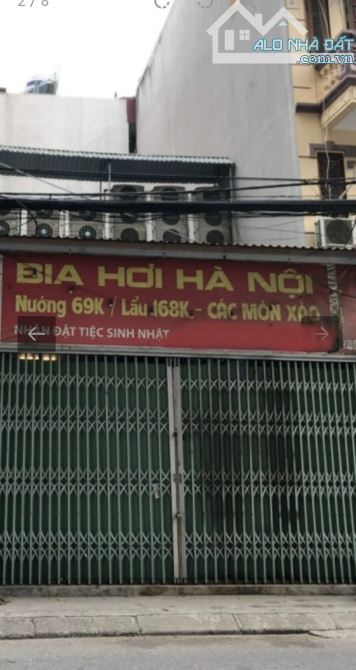 2 / 8
ALO NHÀ ĐẤT
.com.vn
BIA HƠI HÀ NỘI
Nướng 69K / Lẩu 168K - CÁC MÓN XÀO
NHẬN ĐẶT TIỆC SINH NHẬT